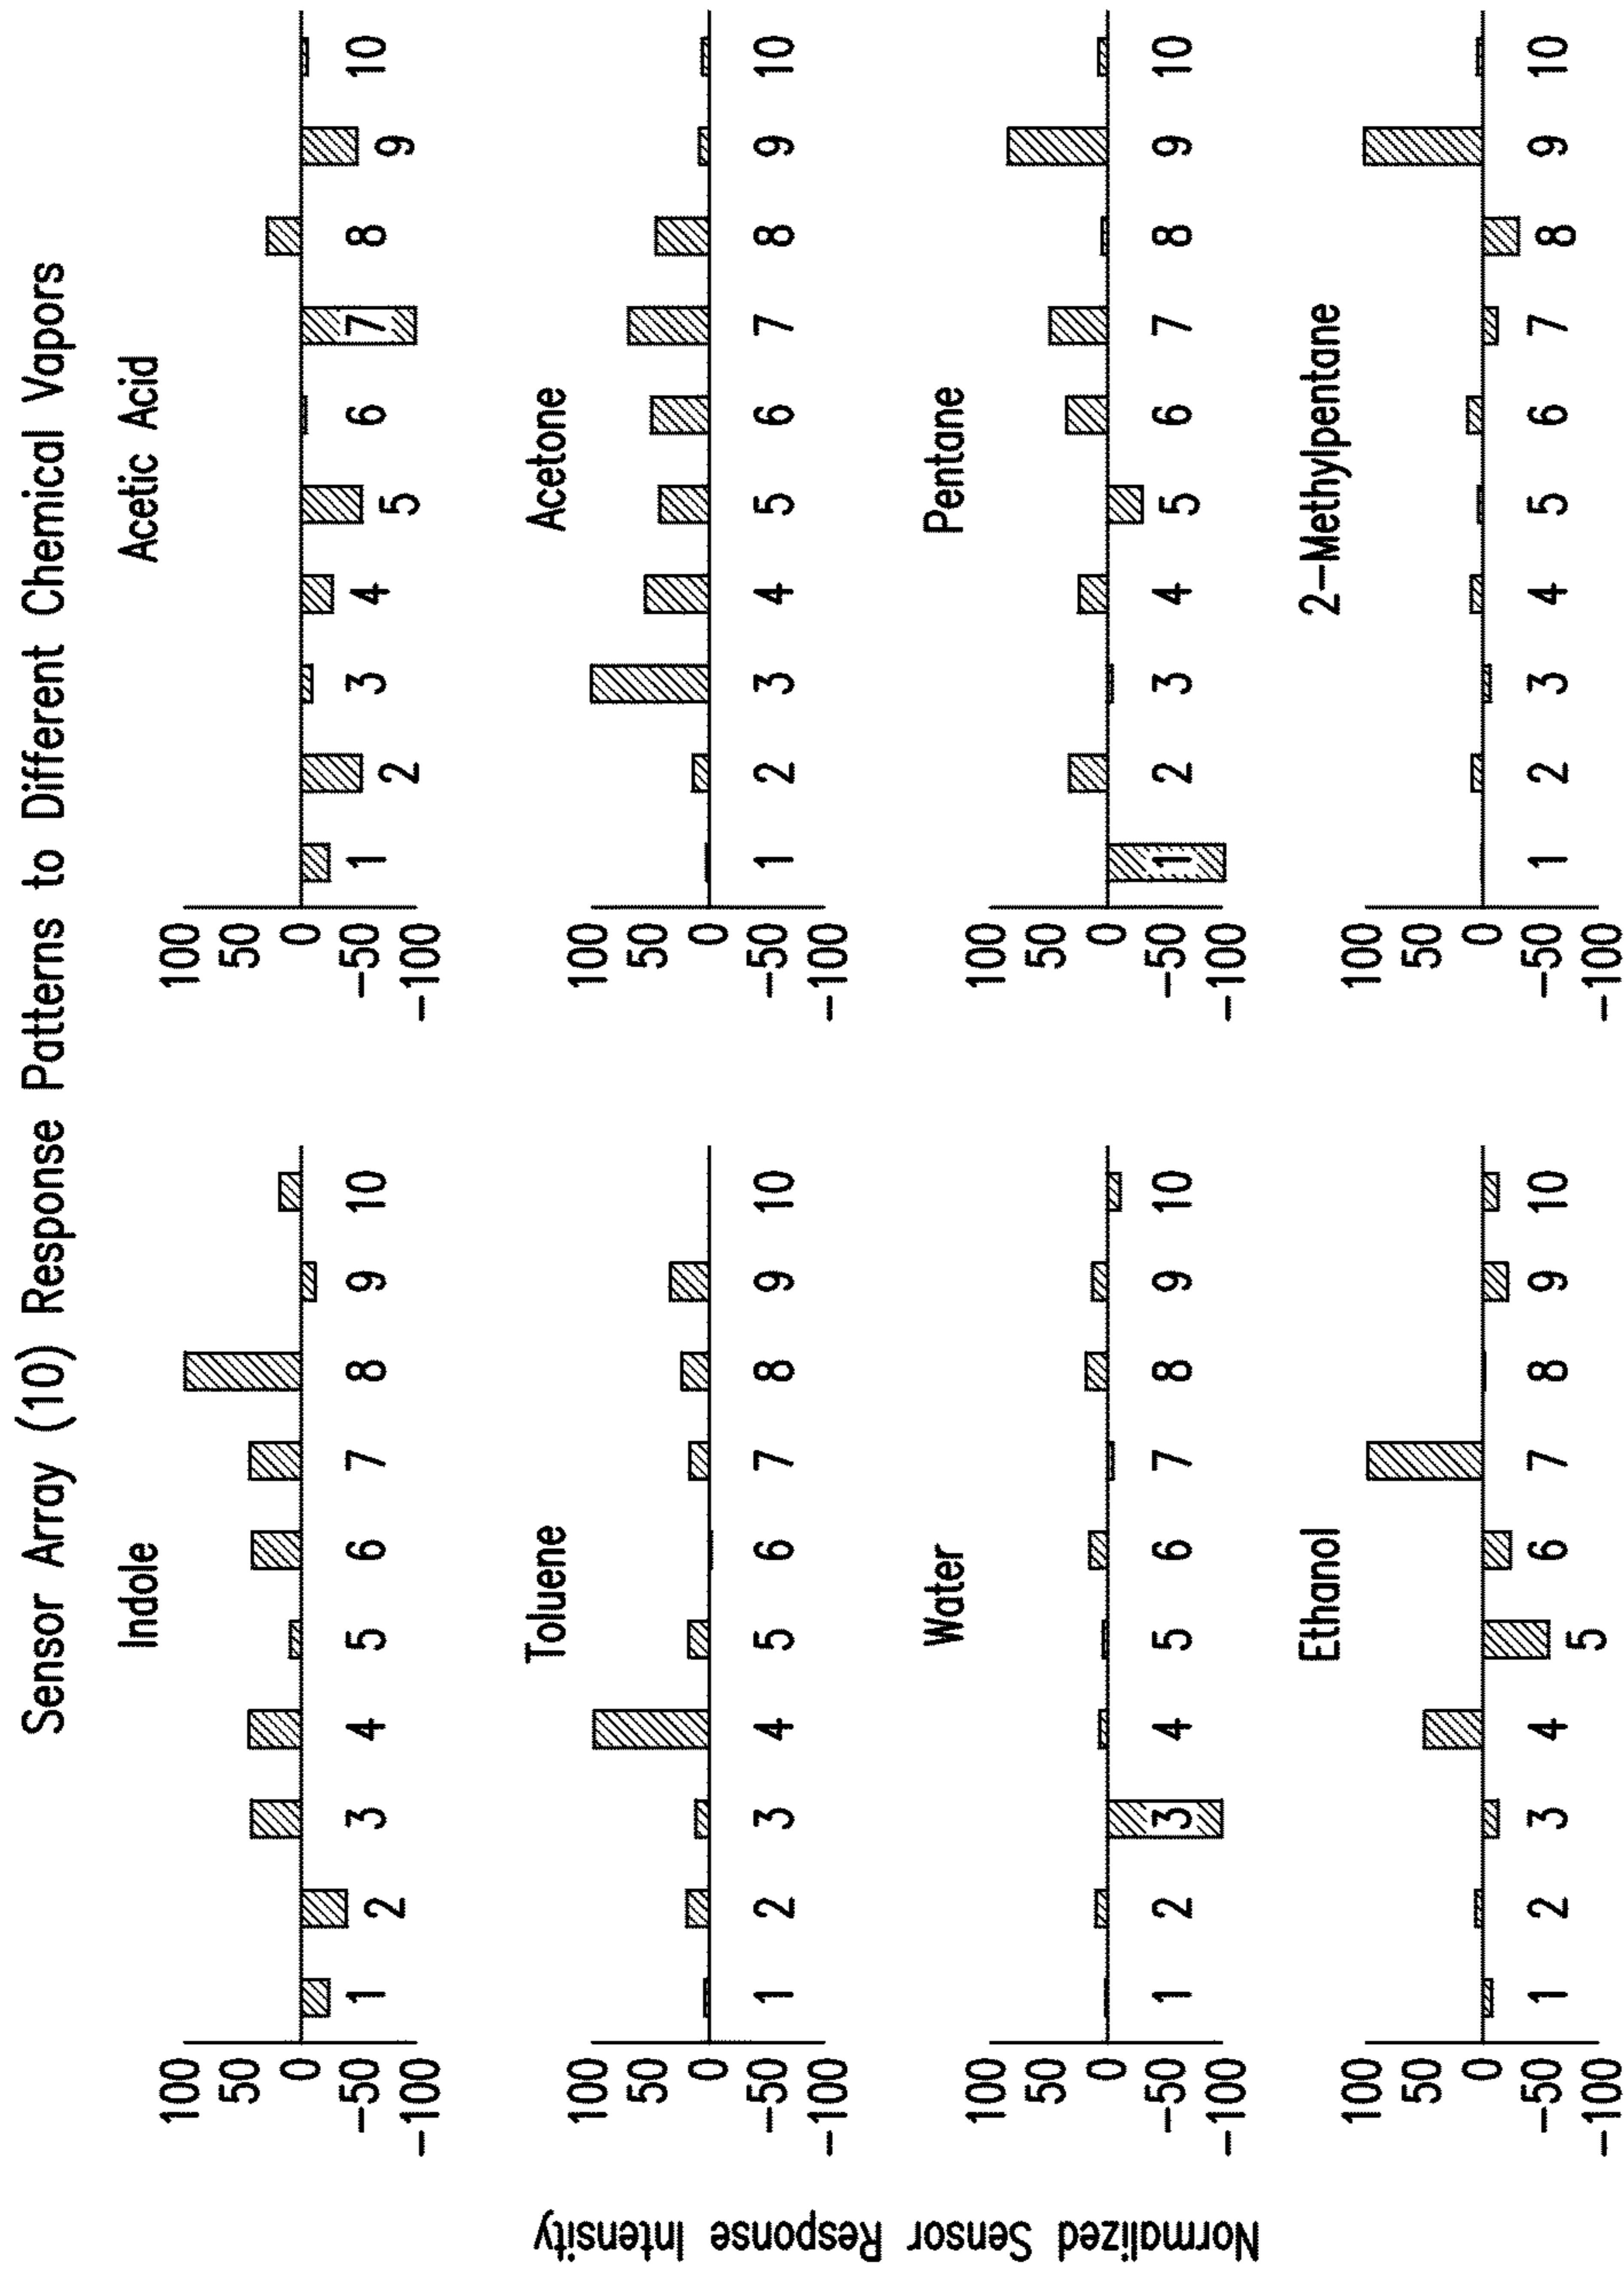 Sensor Array (10) Response Patterns to Different Chemical Vapors
Normalized Sensor Response Intensity
Indole
100
50
0
-50
-100
1 2 3 4 5 6 7 8 9 10
Acetic Acid
100
50
0
-50
-100
1 2 3 4 5 6 7 8 9 10
Toluene
100
50
0
-50
-100
1 2 3 4 5 6 7 8 9 10
Acetone
100
50
0
-50
-100
1 2 3 4 5 6 7 8 9 10
Water
100
50
0
-50
-100
1 2 3 4 5 6 7 8 9 10
Pentane
100
50
0
-50
-100
1 2 3 4 5 6 7 8 9 10
Ethanol
100
50
0
-50
-100
1 2 3 4 5 6 7 8 9 10
2-Methylpentane
100
50
0
-50
-100
1 2 3 4 5 6 7 8 9 10